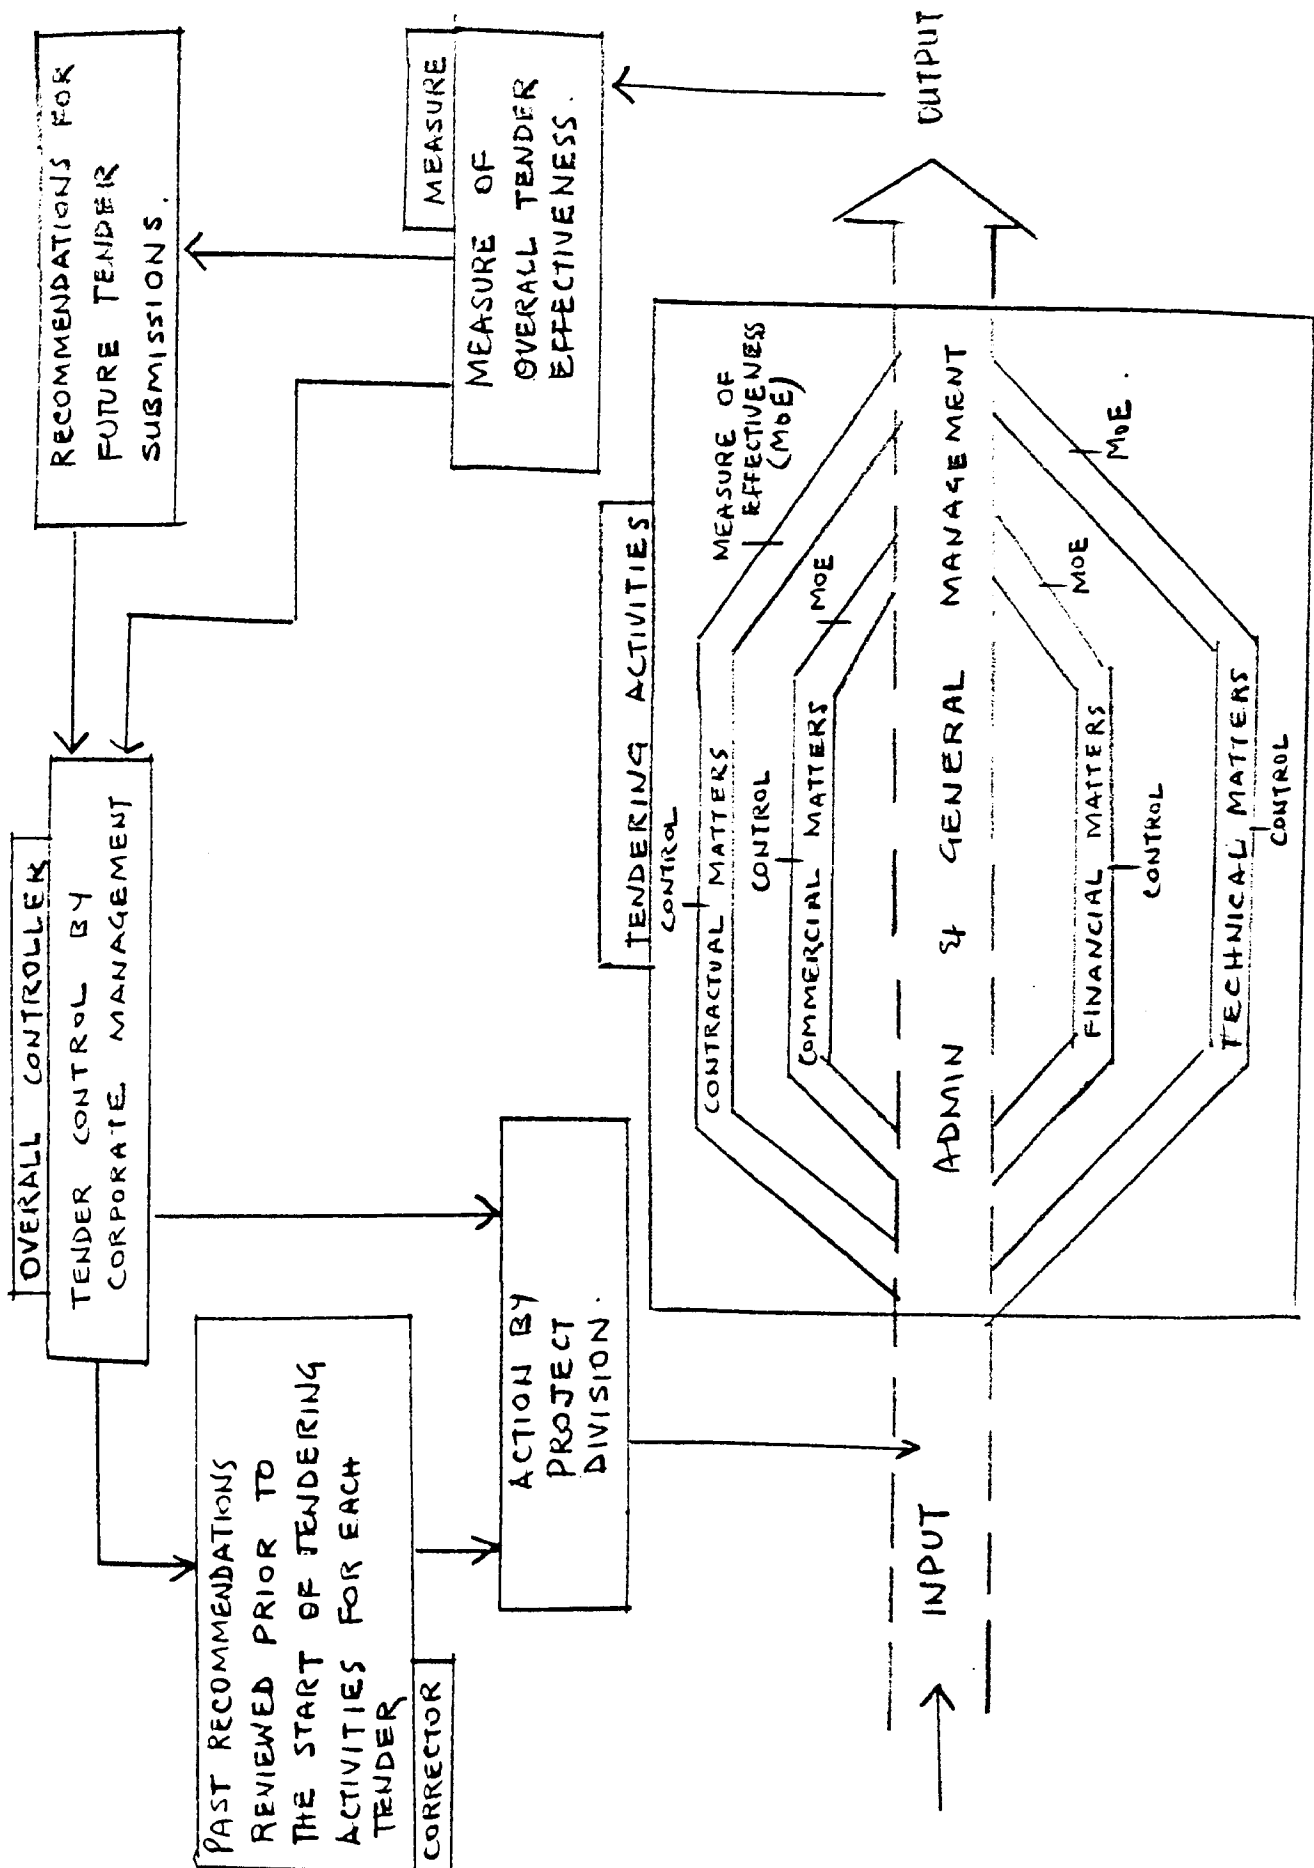 OVERALL CONTROLLER
TENDER CONTROL BY
CORPORATE MANAGEMENT
RECOMMENDATIONS FOR
FUTURE TENDER
SUBMISSIONS.
PAST RECOMMENDATIONS
REVIEWED PRIOR TO
THE START OF TENDERING
ACTIVITIES FOR EACH
TENDER
CORRECTOR
MEASURE
MEASURE OF
OVERALL TENDER
EFFECTIVENESS.
ACTION BY
PROJECT
DIVISION.
TENDERING ACTIVITIES
CONTROL
MEASURE OF
EFFECTIVENESS
(MOE)
CONTRACTUAL MATTERS
CONTROL
MOE
COMMERCIAL MATTERS
INPUT
ADMIN & GENERAL MANAGEMENT
OUTPUT
FINANCIAL MATTERS
MOE
CONTROL
MOE.
TECHNICAL MATTERS
CONTROL